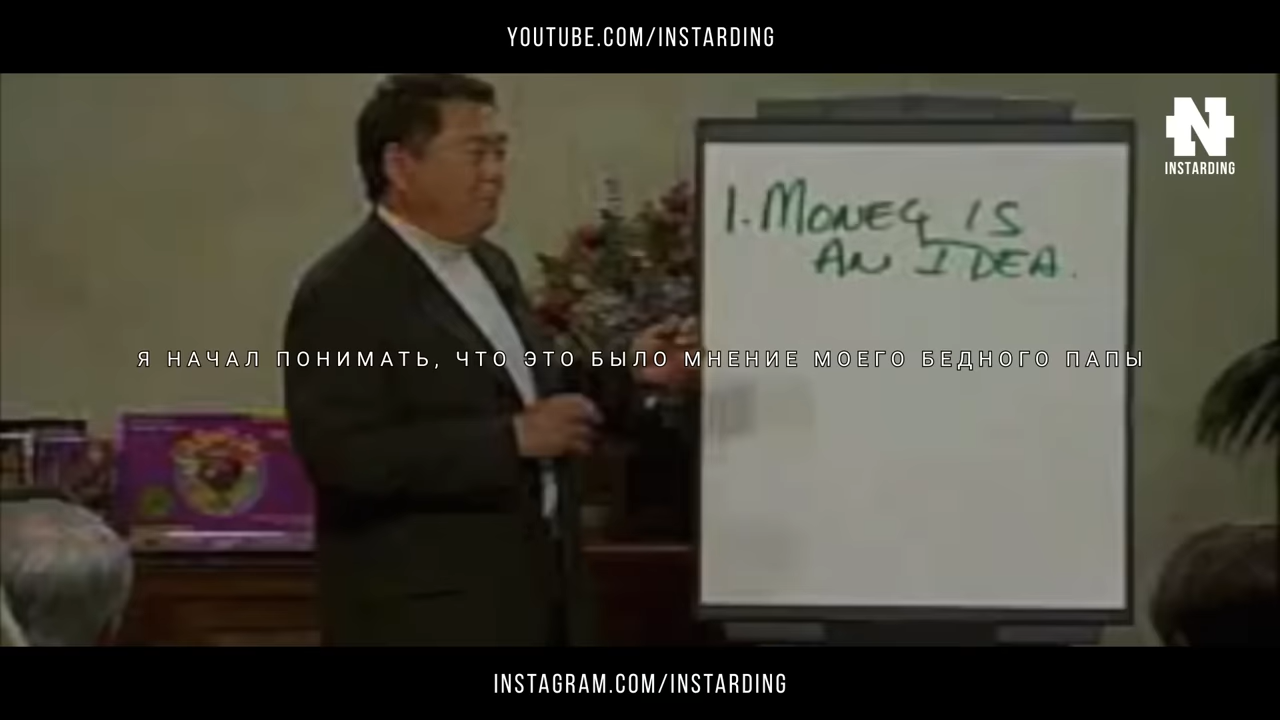 YOUTUBE.COM/INSTARDING
N
INSTARDING
1. MONEY IS
AN IDEA.
Я НАЧАЛ ПОНИМАТЬ, ЧТО ЭТО БЫЛО МНЕНИЕ МОЕГО БЕДНОГО ПАПЫ
INSTAGRAM.COM/INSTARDING